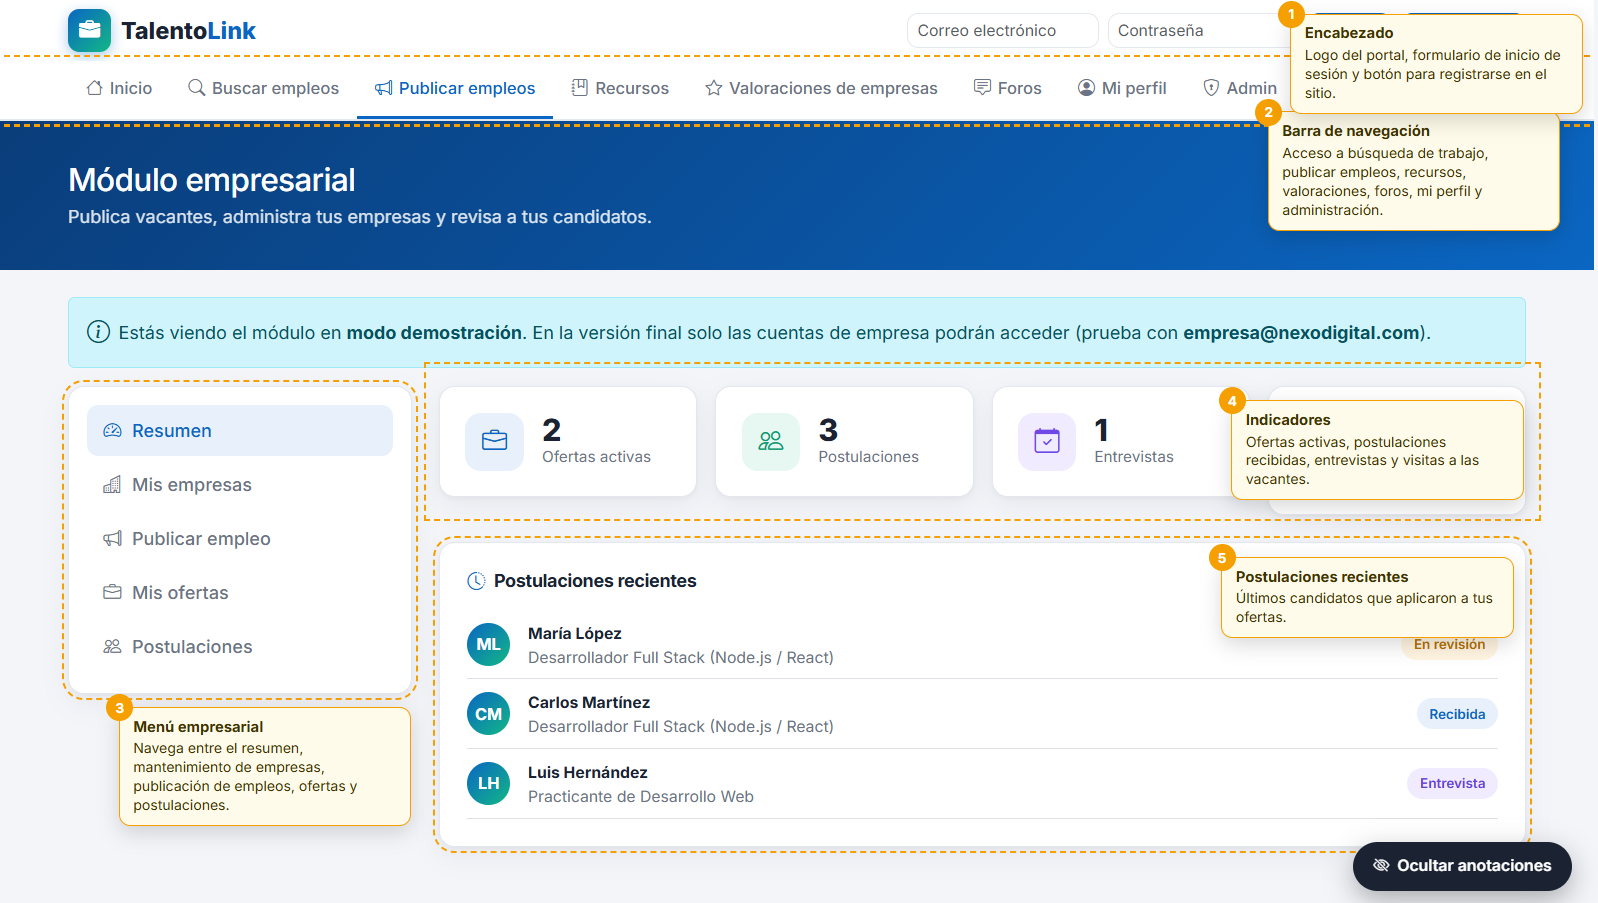 TalentoLink
Correo electrónico
Contraseña
1
Encabezado
Logo del portal, formulario de inicio de
sesión y botón para registrarse en el
sitio.
Inicio
Buscar empleos
Publicar empleos
Recursos
Valoraciones de empresas
Foros
Mi perfil
Admin
2
Barra de navegación
Acceso a búsqueda de trabajo,
publicar empleos, recursos,
valoraciones, foros, mi perfil y
administración.
Módulo empresarial
Publica vacantes, administra tus empresas y revisa a tus candidatos.
Estás viendo el módulo en modo demostración. En la versión final solo las cuentas de empresa podrán acceder (prueba con empresa@nexodigital.com).
Resumen
Mis empresas
Publicar empleo
Mis ofertas
Postulaciones
3
Menú empresarial
Navega entre el resumen,
mantenimiento de empresas,
publicación de empleos, ofertas y
postulaciones.
2
Ofertas activas
3
Postulaciones
1
Entrevistas
4
Indicadores
Ofertas activas, postulaciones
recibidas, entrevistas y visitas a las
vacantes.
Postulaciones recientes
5
Postulaciones recientes
Últimos candidatos que aplicaron a tus
ofertas.
ML
María López
Desarrollador Full Stack (Node.js / React)
En revisión
CM
Carlos Martínez
Desarrollador Full Stack (Node.js / React)
Recibida
LH
Luis Hernández
Practicante de Desarrollo Web
Entrevista
Ocultar anotaciones